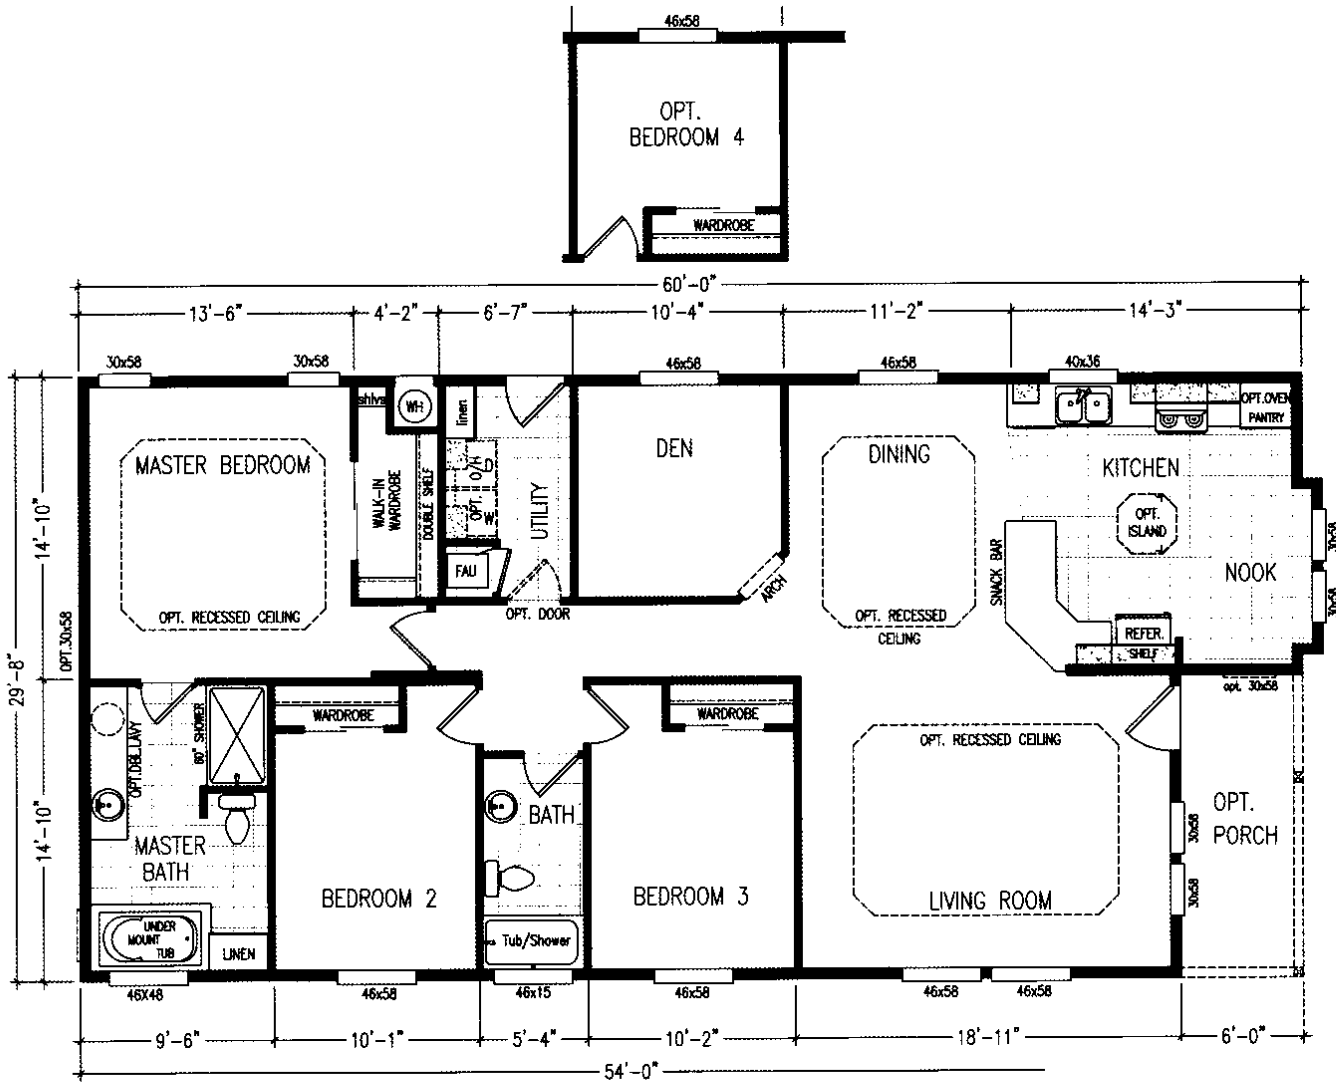 46x58
OPT.
BEDROOM 4
WARDROBE
60'-0"
13'-6"
4'-2"
6'-7"
10'-4"
11'-2"
14'-3"
30x58
30x58
46x58
46x58
40x36
shlvs
WH
linen
OPT. OVEN
PANTRY
MASTER BEDROOM
WALK-IN
WARDROBE
DOUBLE SHELF
OPT. O/H
D
W
UTILITY
DEN
DINING
KITCHEN
OPT.
ISLAND
SNACK BAR
NOOK
30x58
30x58
14'-10"
FAU
ARCH
OPT. DOOR
OPT. RECESSED CEILING
OPT. RECESSED
CEILING
REFER.
SHELF
OPT.30x58
29'-8"
opt. 30x58
WARDROBE
WARDROBE
60" SHOWER
OPT.DBL.LAVY
OPT. RECESSED CEILING
14'-10"
MASTER
BATH
BATH
OPT.
PORCH
30x58
30x58
BEDROOM 2
BEDROOM 3
LIVING ROOM
UNDER
MOUNT
TUB
LINEN
Tub/Shower
46X48
46x58
46x15
46x58
46x58
46x58
9'-6"
10'-1"
5'-4"
10'-2"
18'-11"
6'-0"
54'-0"